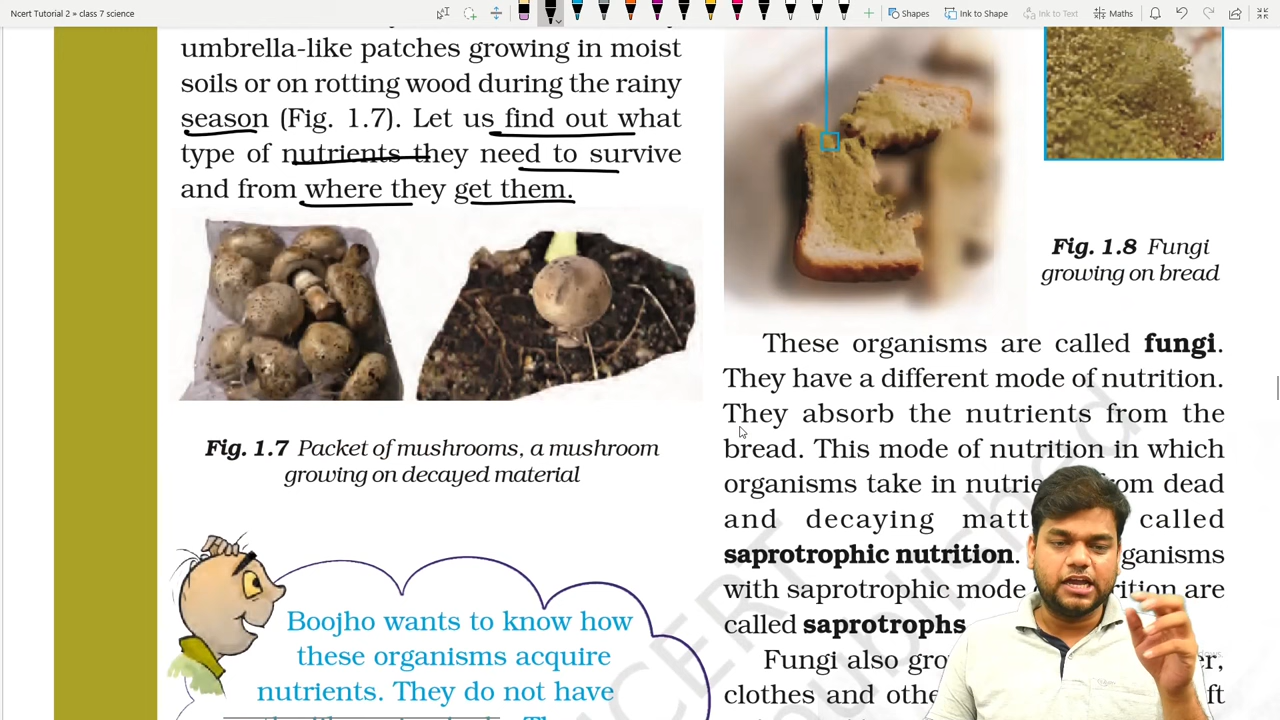 Ncert Tutorial 2 » class 7 science
Shapes
Ink to Shape
Ink to Text
Maths
umbrella-like patches growing in moist
soils or on rotting wood during the rainy
season (Fig. 1.7). Let us find out what
type of nutrients they need to survive
and from where they get them.
Fig. 1.7 Packet of mushrooms, a mushroom
growing on decayed material
Boojho wants to know how
these organisms acquire
nutrients. They do not have
Fig. 1.8 Fungi
growing on bread
These organisms are called fungi.
They have a different mode of nutrition.
They absorb the nutrients from the
bread. This mode of nutrition in which
organisms take in from dead
and decaying called
saprotrophic nutrition.
with saprotrophic mode are
called saprotrophs
Fungi also
clothes and